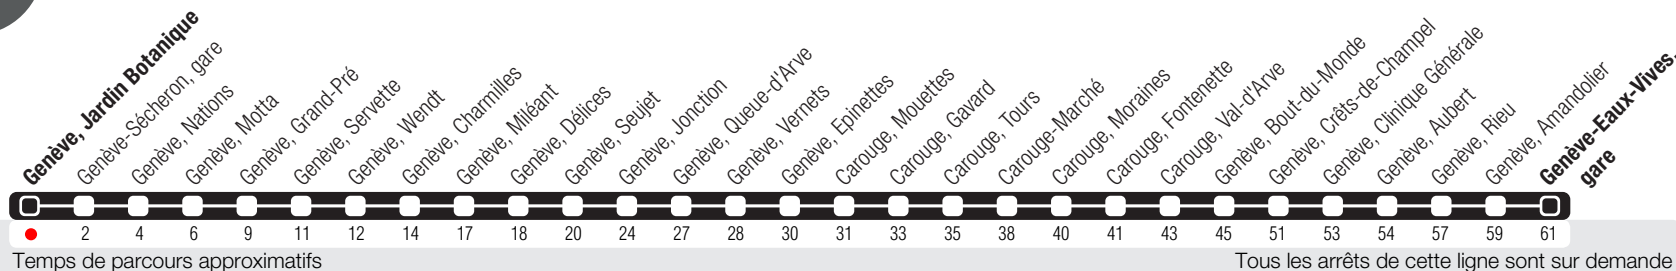 Genève, Jardin Botanique
Genève-Sécheron, gare
Genève, Nations
Genève, Motta
Genève, Grand-Pré
Genève, Servette
Genève, Wendt
Genève, Charmilles
Genève, Miléant
Genève, Délices
Genève, Seujet
Genève, Jonction
Genève, Queue-d'Arve
Genève, Vernets
Genève, Epinettes
Carouge, Mouettes
Carouge, Gavard
Carouge, Tours
Carouge-Marché
Carouge, Moraines
Carouge, Fontenette
Carouge, Val-d'Arve
Genève, Bout-du-Monde
Genève, Crêts-de-Champel
Genève, Clinique Générale
Genève, Aubert
Genève, Rieu
Genève, Amandolier
Genève-Eaux-Vives,
gare
2 4 6 9 11 12 14 17 18 20 24 27 28 30 31 33 35 38 40 41 43 45 51 53 54 57 59 61
Temps de parcours approximatifs
Tous les arrêts de cette ligne sont sur demande